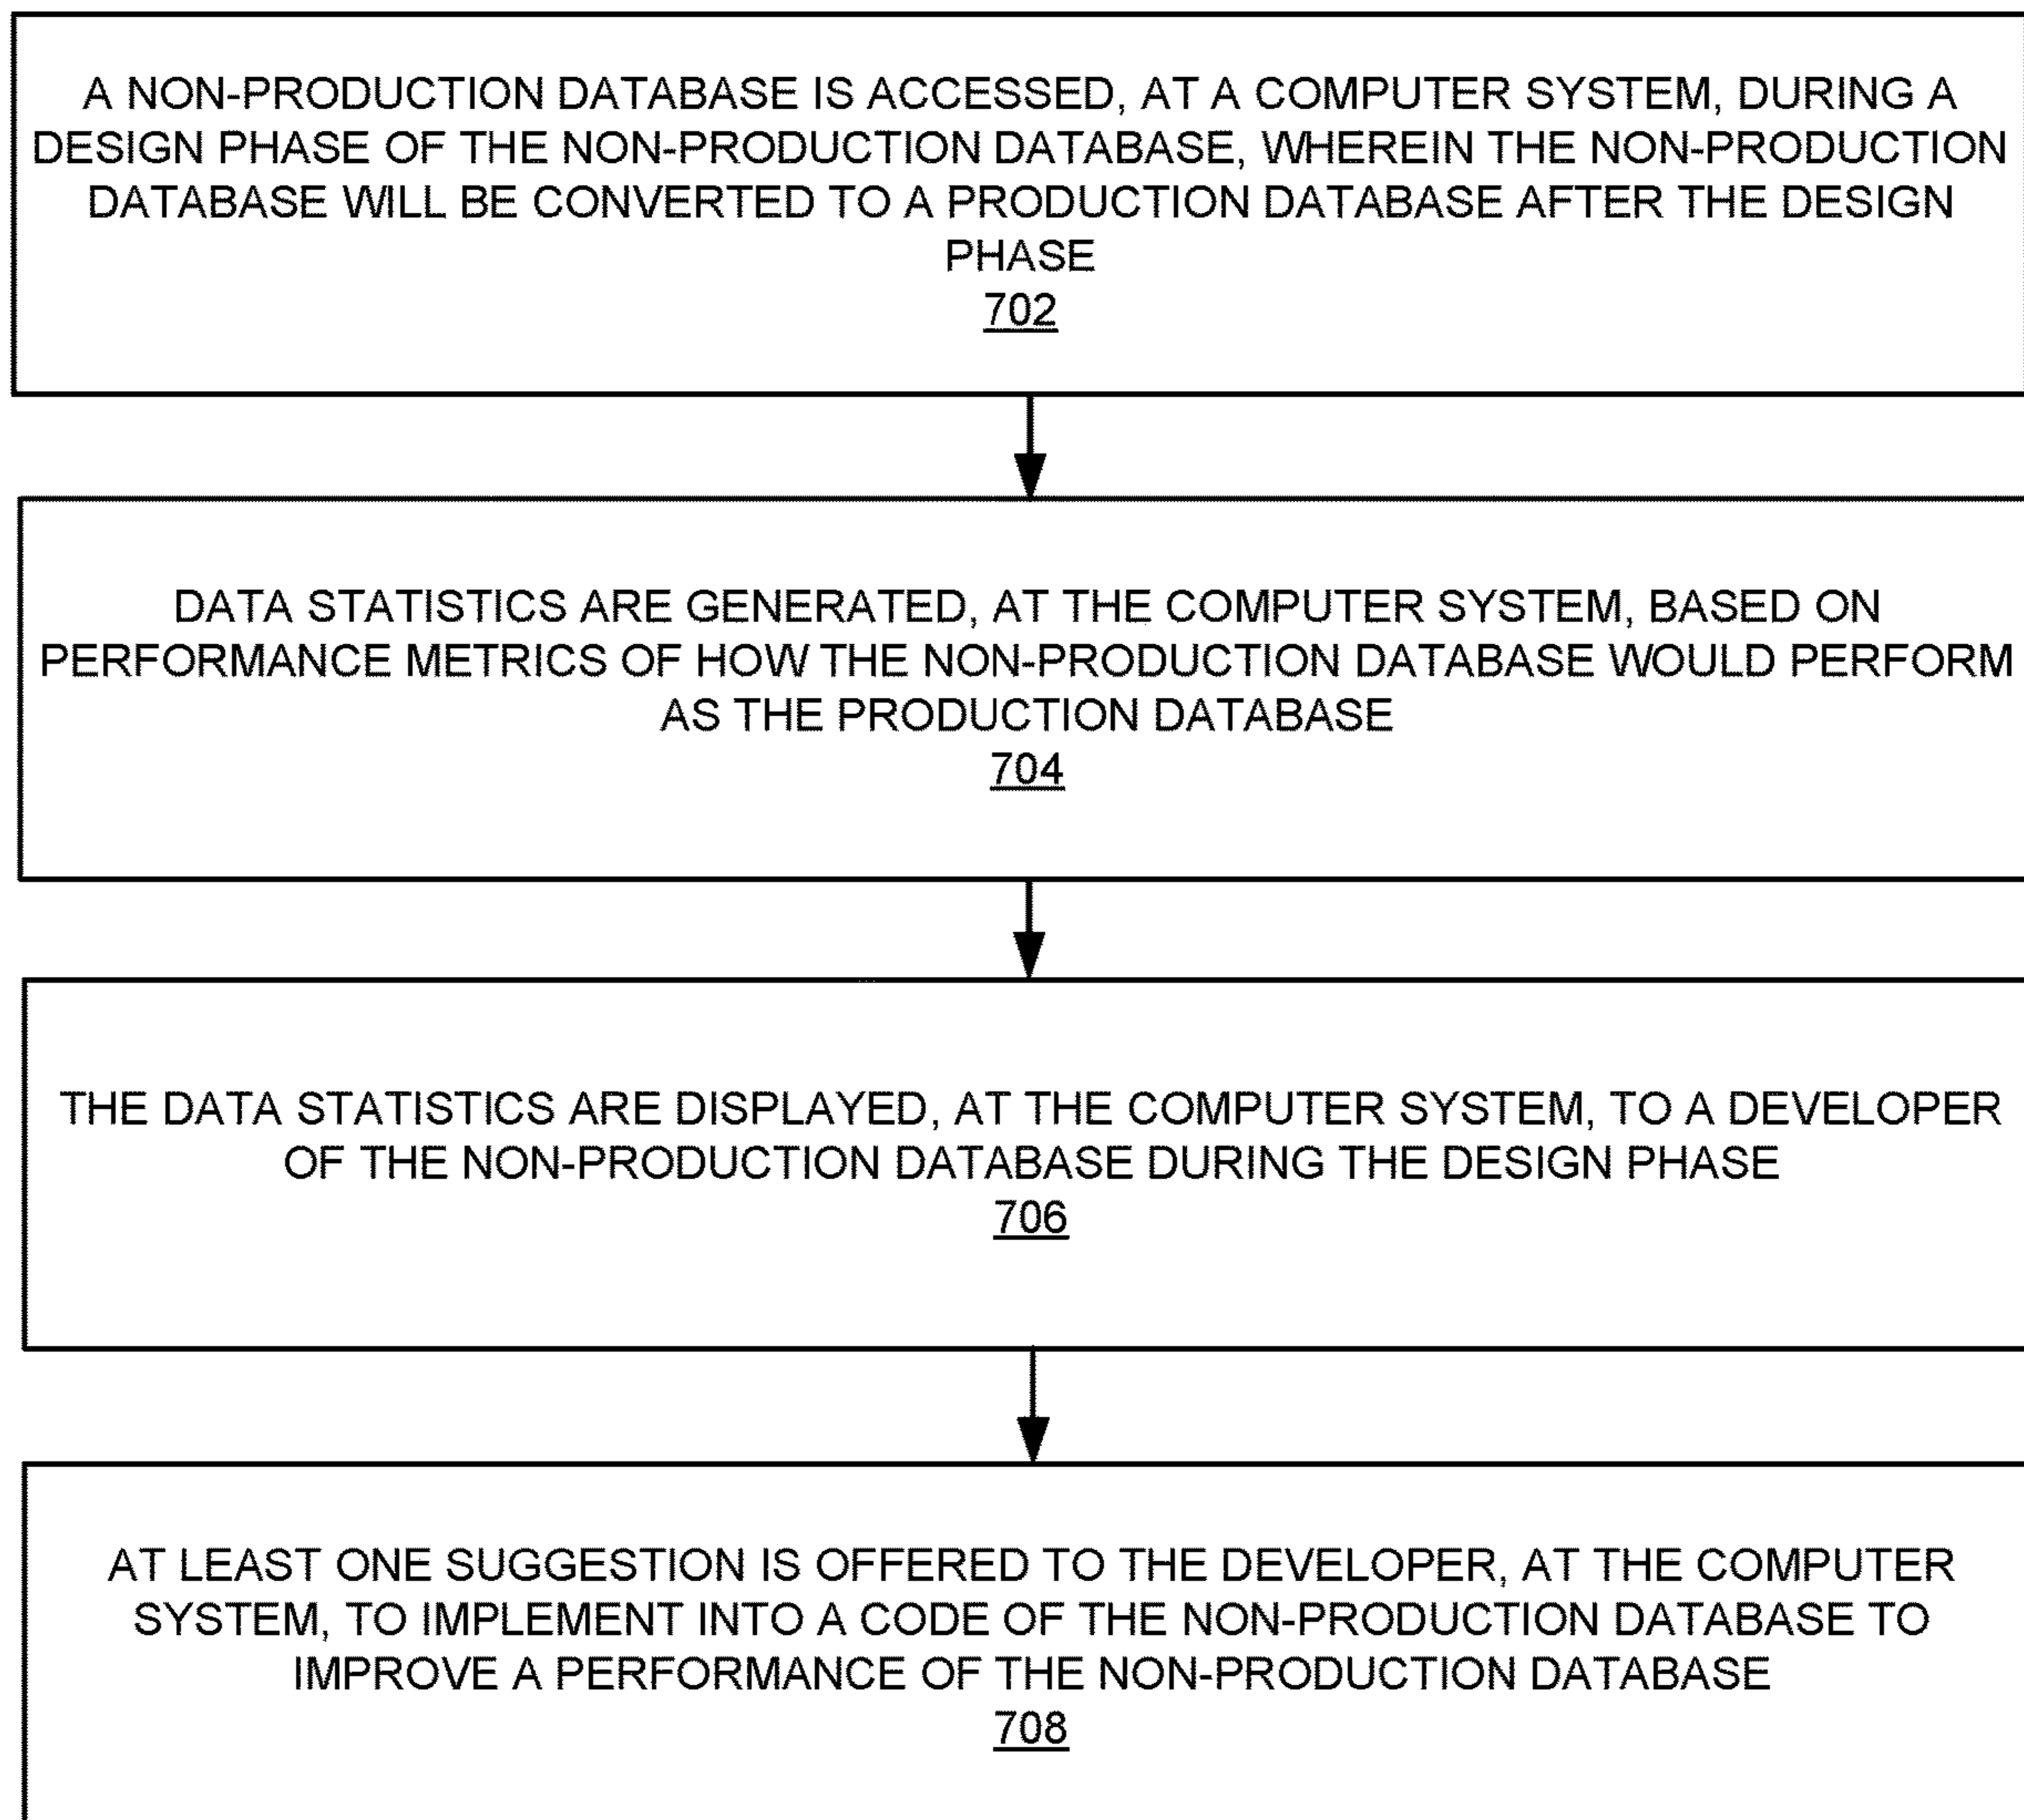 A NON-PRODUCTION DATABASE IS ACCESSED, AT A COMPUTER SYSTEM, DURING A
DESIGN PHASE OF THE NON-PRODUCTION DATABASE, WHEREIN THE NON-PRODUCTION
DATABASE WILL BE CONVERTED TO A PRODUCTION DATABASE AFTER THE DESIGN
PHASE
702
DATA STATISTICS ARE GENERATED, AT THE COMPUTER SYSTEM, BASED ON
PERFORMANCE METRICS OF HOW THE NON-PRODUCTION DATABASE WOULD PERFORM
AS THE PRODUCTION DATABASE
704
THE DATA STATISTICS ARE DISPLAYED, AT THE COMPUTER SYSTEM, TO A DEVELOPER
OF THE NON-PRODUCTION DATABASE DURING THE DESIGN PHASE
706
AT LEAST ONE SUGGESTION IS OFFERED TO THE DEVELOPER, AT THE COMPUTER
SYSTEM, TO IMPLEMENT INTO A CODE OF THE NON-PRODUCTION DATABASE TO
IMPROVE A PERFORMANCE OF THE NON-PRODUCTION DATABASE
708